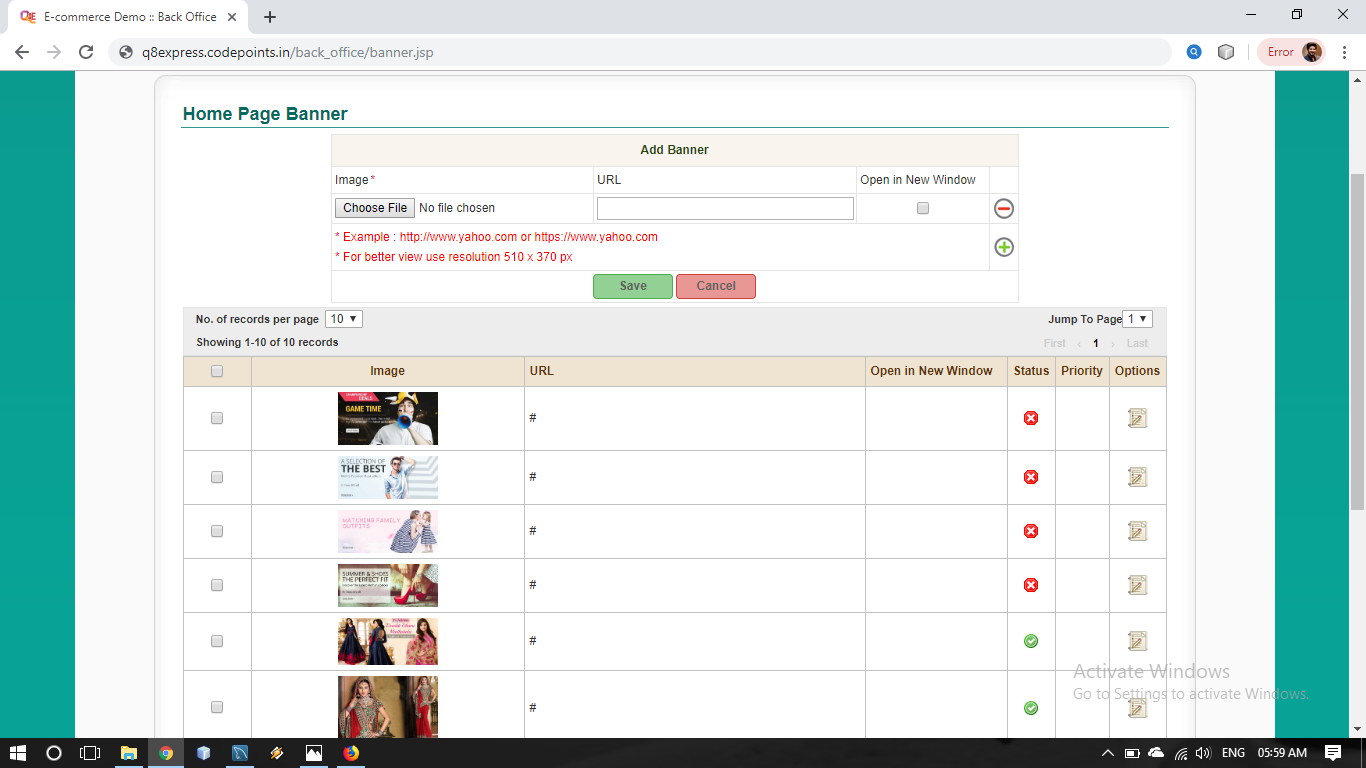 E-commerce Demo :: Back Office
q8express.codepoints.in/back_office/banner.jsp
Error
Home Page Banner
Add Banner
Image* URL Open in New Window
Choose File No file chosen
* Example : http://www.yahoo.com or https://www.yahoo.com
* For better view use resolution 510 x 370 px
Save Cancel
No. of records per page 10 Jump To Page 1
Showing 1-10 of 10 records First ‹ 1 › Last
Image URL Open in New Window Status Priority Options
DEALS
GAME TIME
#
A SELECTION OF
THE BEST
#
MATCHING FAMILY
OUTFITS
#
SUMMER & SHOES
THE PERFECT FIT
#
#
#
Activate Windows
Go to Settings to activate Windows.
ENG 05:59 AM